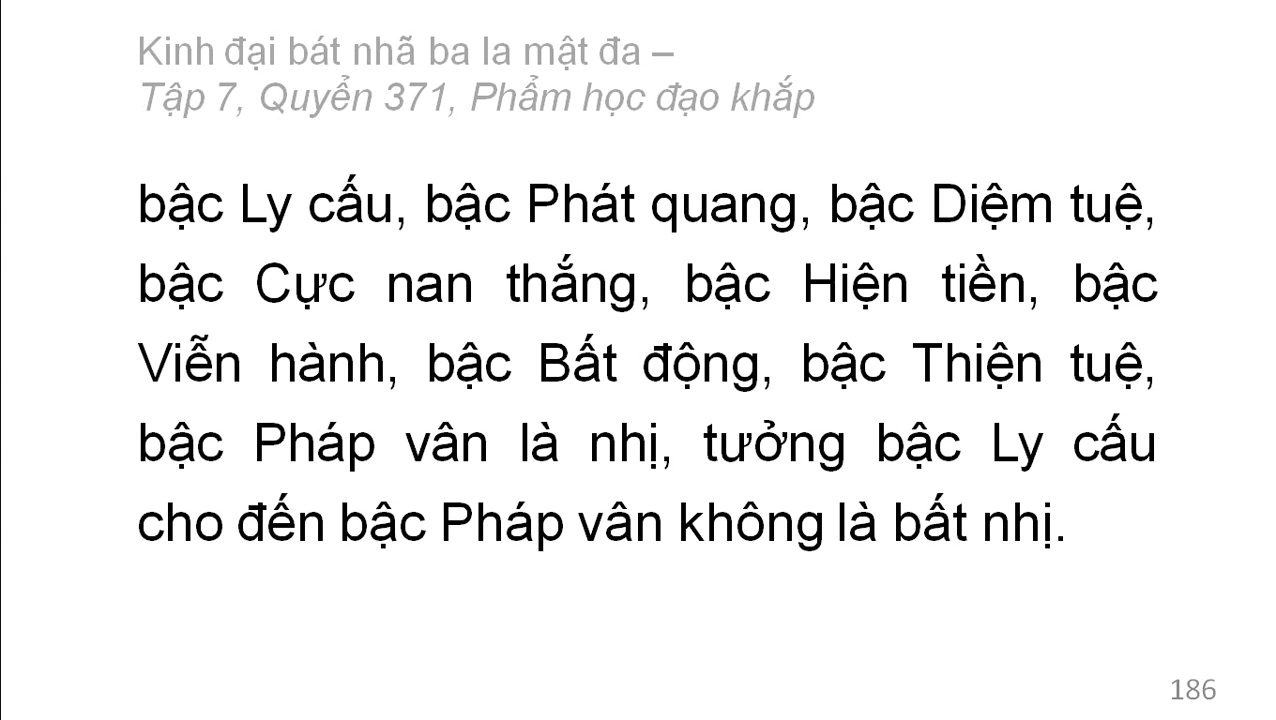 Kinh đại bát nhã ba la mật đa –
Tập 7, Quyển 371, Phẩm học đạo khắp
bậc Ly cấu, bậc Phát quang, bậc Diệm tuệ,
bậc Cực nan thắng, bậc Hiện tiền, bậc
Viễn hành, bậc Bất động, bậc Thiện tuệ,
bậc Pháp vân là nhị, tưởng bậc Ly cấu
cho đến bậc Pháp vân không là bất nhị.
186